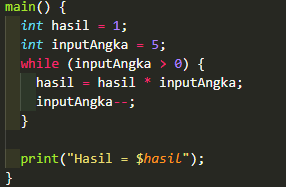 main() {
int hasil = 1;
int inputAngka = 5;
while (inputAngka > 0) {
hasil = hasil * inputAngka;
inputAngka--;
}
print("Hasil = $hasil");
}